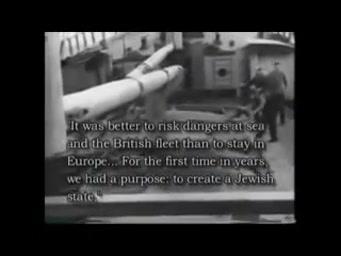 "It was better to risk dangers at sea
and the British fleet than to stay in
Europe... For the first time in years,
we had a purpose: to create a Jewish
state."